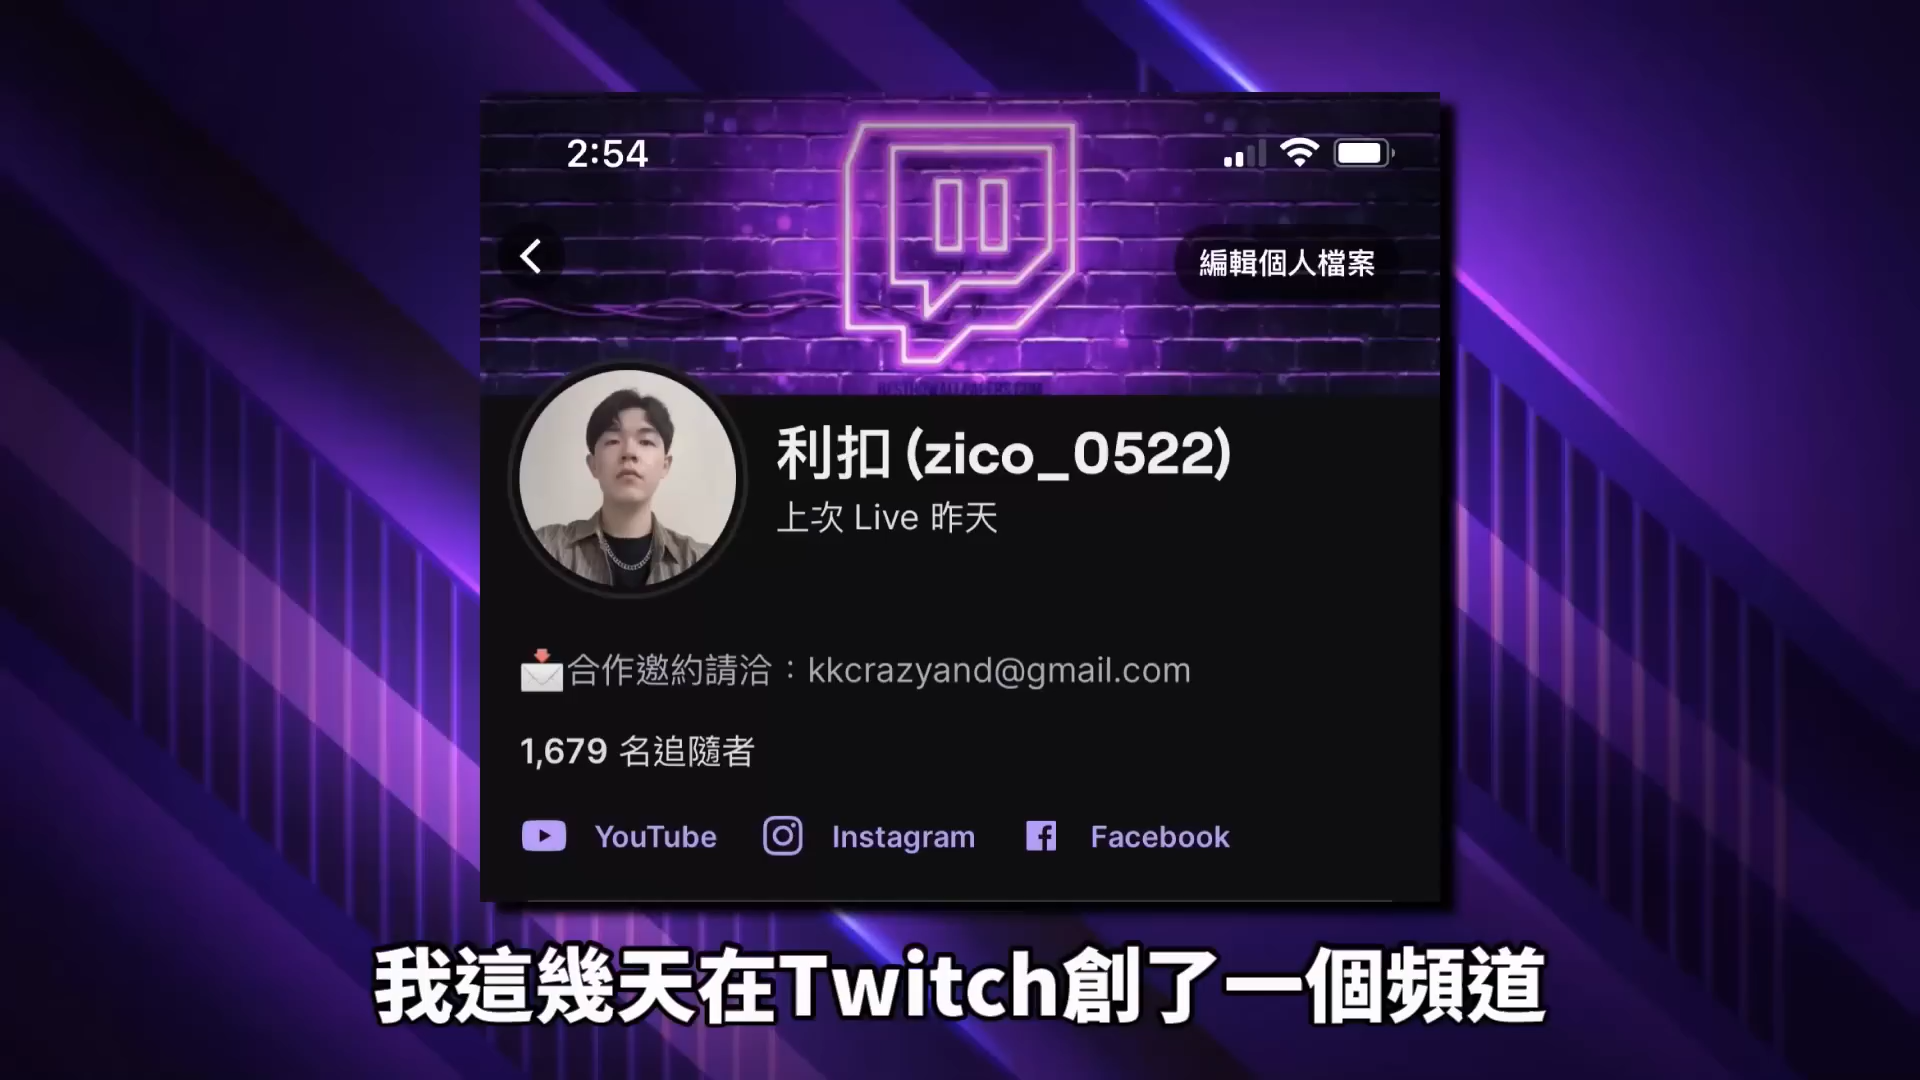 2:54
編輯個人檔案
利扣 (zico_0522)
上次 Live 昨天
合作邀約請洽：kkcrazyand@gmail.com
1,679 名追隨者
YouTube Instagram Facebook
我這幾天在Twitch創了一個頻道